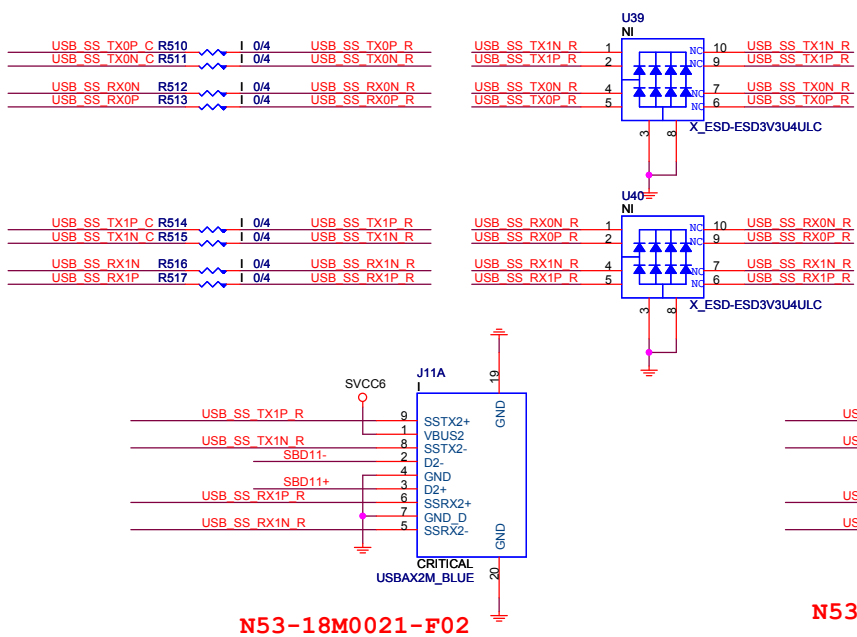 U39
NI
USB_SS_TX0P_C R510 I 0/4 USB_SS_TX0P_R
USB_SS_TX0N_C R511 I 0/4 USB_SS_TX0N_R
USB_SS_RX0N R512 I 0/4 USB_SS_RX0N_R
USB_SS_RX0P R513 I 0/4 USB_SS_RX0P_R
USB_SS_TX1N_R 1 NC 10 USB_SS_TX1N_R
USB_SS_TX1P_R 2 NC 9 USB_SS_TX1P_R
USB_SS_TX0N_R 4 NC 7 USB_SS_TX0N_R
USB_SS_TX0P_R 5 NC 6 USB_SS_TX0P_R
3 8 X_ESD-ESD3V3U4ULC
U40
NI
USB_SS_TX1P_C R514 I 0/4 USB_SS_TX1P_R
USB_SS_TX1N_C R515 I 0/4 USB_SS_TX1N_R
USB_SS_RX1N R516 I 0/4 USB_SS_RX1N_R
USB_SS_RX1P R517 I 0/4 USB_SS_RX1P_R
USB_SS_RX0N_R 1 NC 10 USB_SS_RX0N_R
USB_SS_RX0P_R 2 NC 9 USB_SS_RX0P_R
USB_SS_RX1N_R 4 NC 7 USB_SS_RX1N_R
USB_SS_RX1P_R 5 NC 6 USB_SS_RX1P_R
3 8 X_ESD-ESD3V3U4ULC
J11A
I
SVCC6
19
GND
USB_SS_TX1P_R 9 SSTX2+
1 VBUS2
USB_SS_TX1N_R 8 SSTX2-
SBD11- 2 D2-
4 GND
SBD11+ 3 D2+
USB_SS_RX1P_R 6 SSRX2+
7 GND_D
USB_SS_RX1N_R 5 SSRX2-
GND
20
CRITICAL
USBAX2M_BLUE
N53-18M0021-F02
US
US
US
US
N53